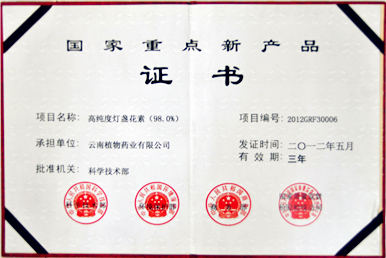 国家重点新产品
证书
项目名称: 高纯度灯盏花素(98.0%)
项目编号: 2012GRF30006
承担单位: 云南植物药业有限公司
发证时间: 二〇一二年五月
批准机关: 科学技术部
有效期: 三年